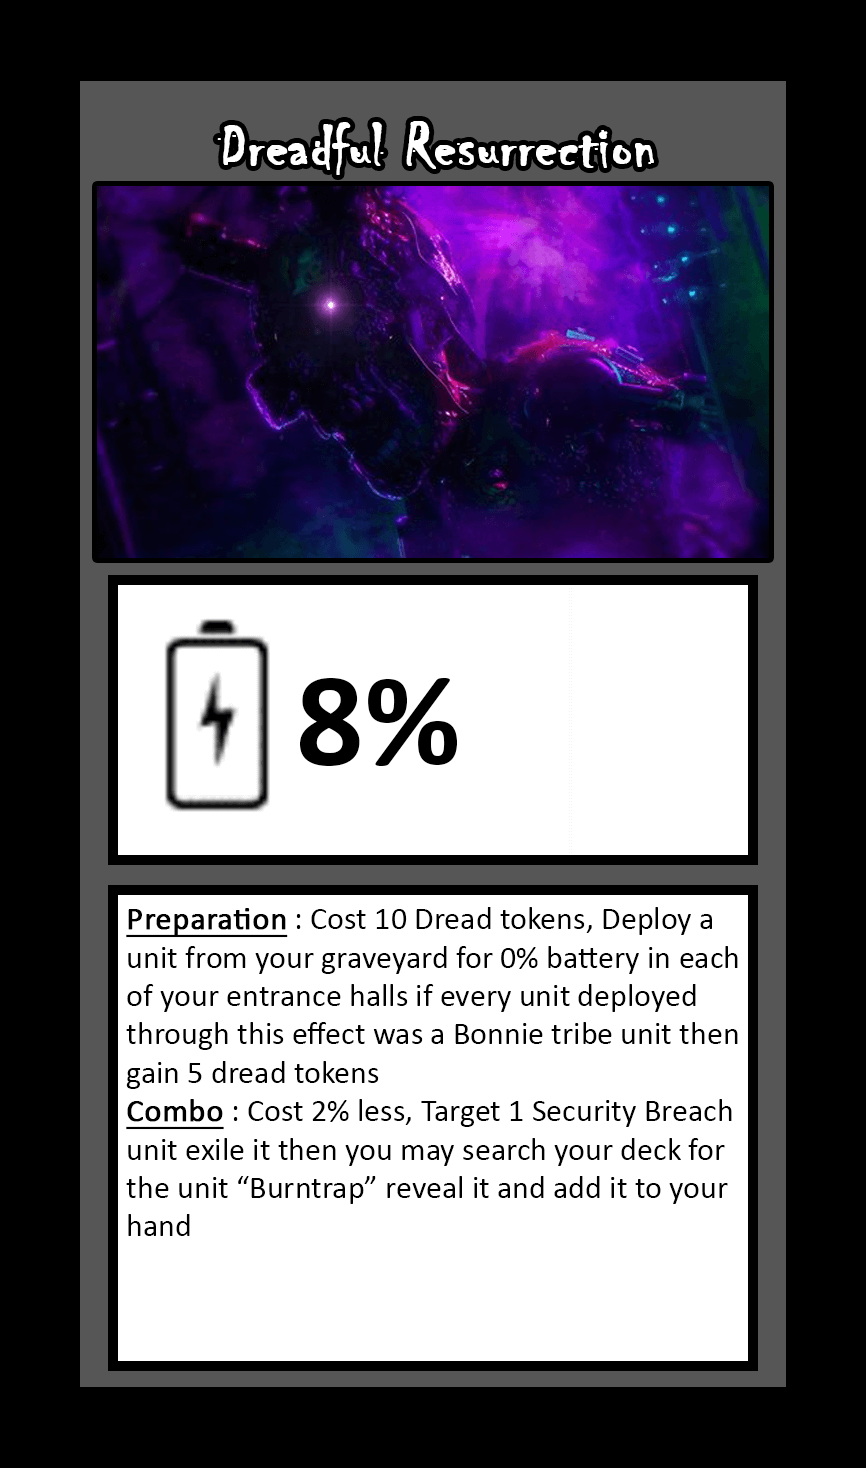 Dreadful Resurrection
8%
Preparation : Cost 10 Dread tokens, Deploy a
unit from your graveyard for 0% battery in each
of your entrance halls if every unit deployed
through this effect was a Bonnie tribe unit then
gain 5 dread tokens
Combo : Cost 2% less, Target 1 Security Breach
unit exile it then you may search your deck for
the unit “Burntrap” reveal it and add it to your
hand